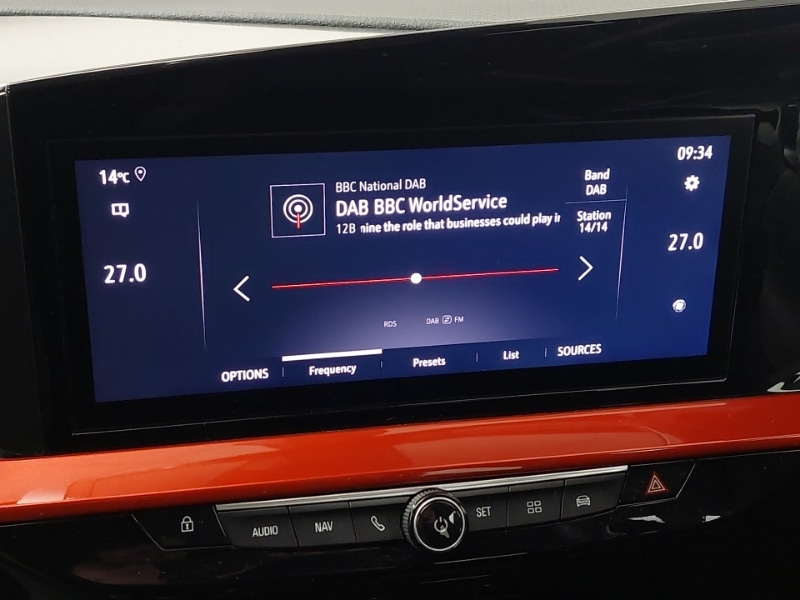 14°C
09:34
BBC National DAB
DAB BBC WorldService
12B nine the role that businesses could play in
Band
DAB
Station
14/14
27.0
27.0
RDS
DAB FM
OPTIONS
Frequency
Presets
List
SOURCES
AUDIO
NAV
SET